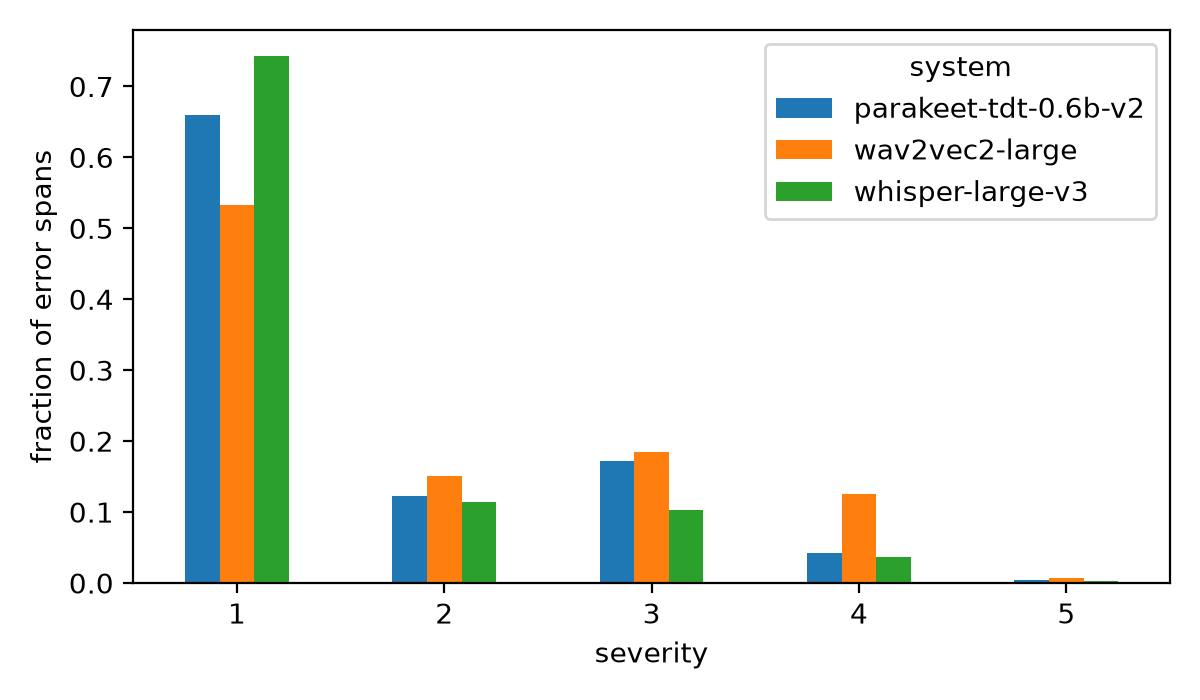 system
parakeet-tdt-0.6b-v2
wav2vec2-large
whisper-large-v3
fraction of error spans
0.7
0.6
0.5
0.4
0.3
0.2
0.1
0.0
1 2 3 4 5
severity